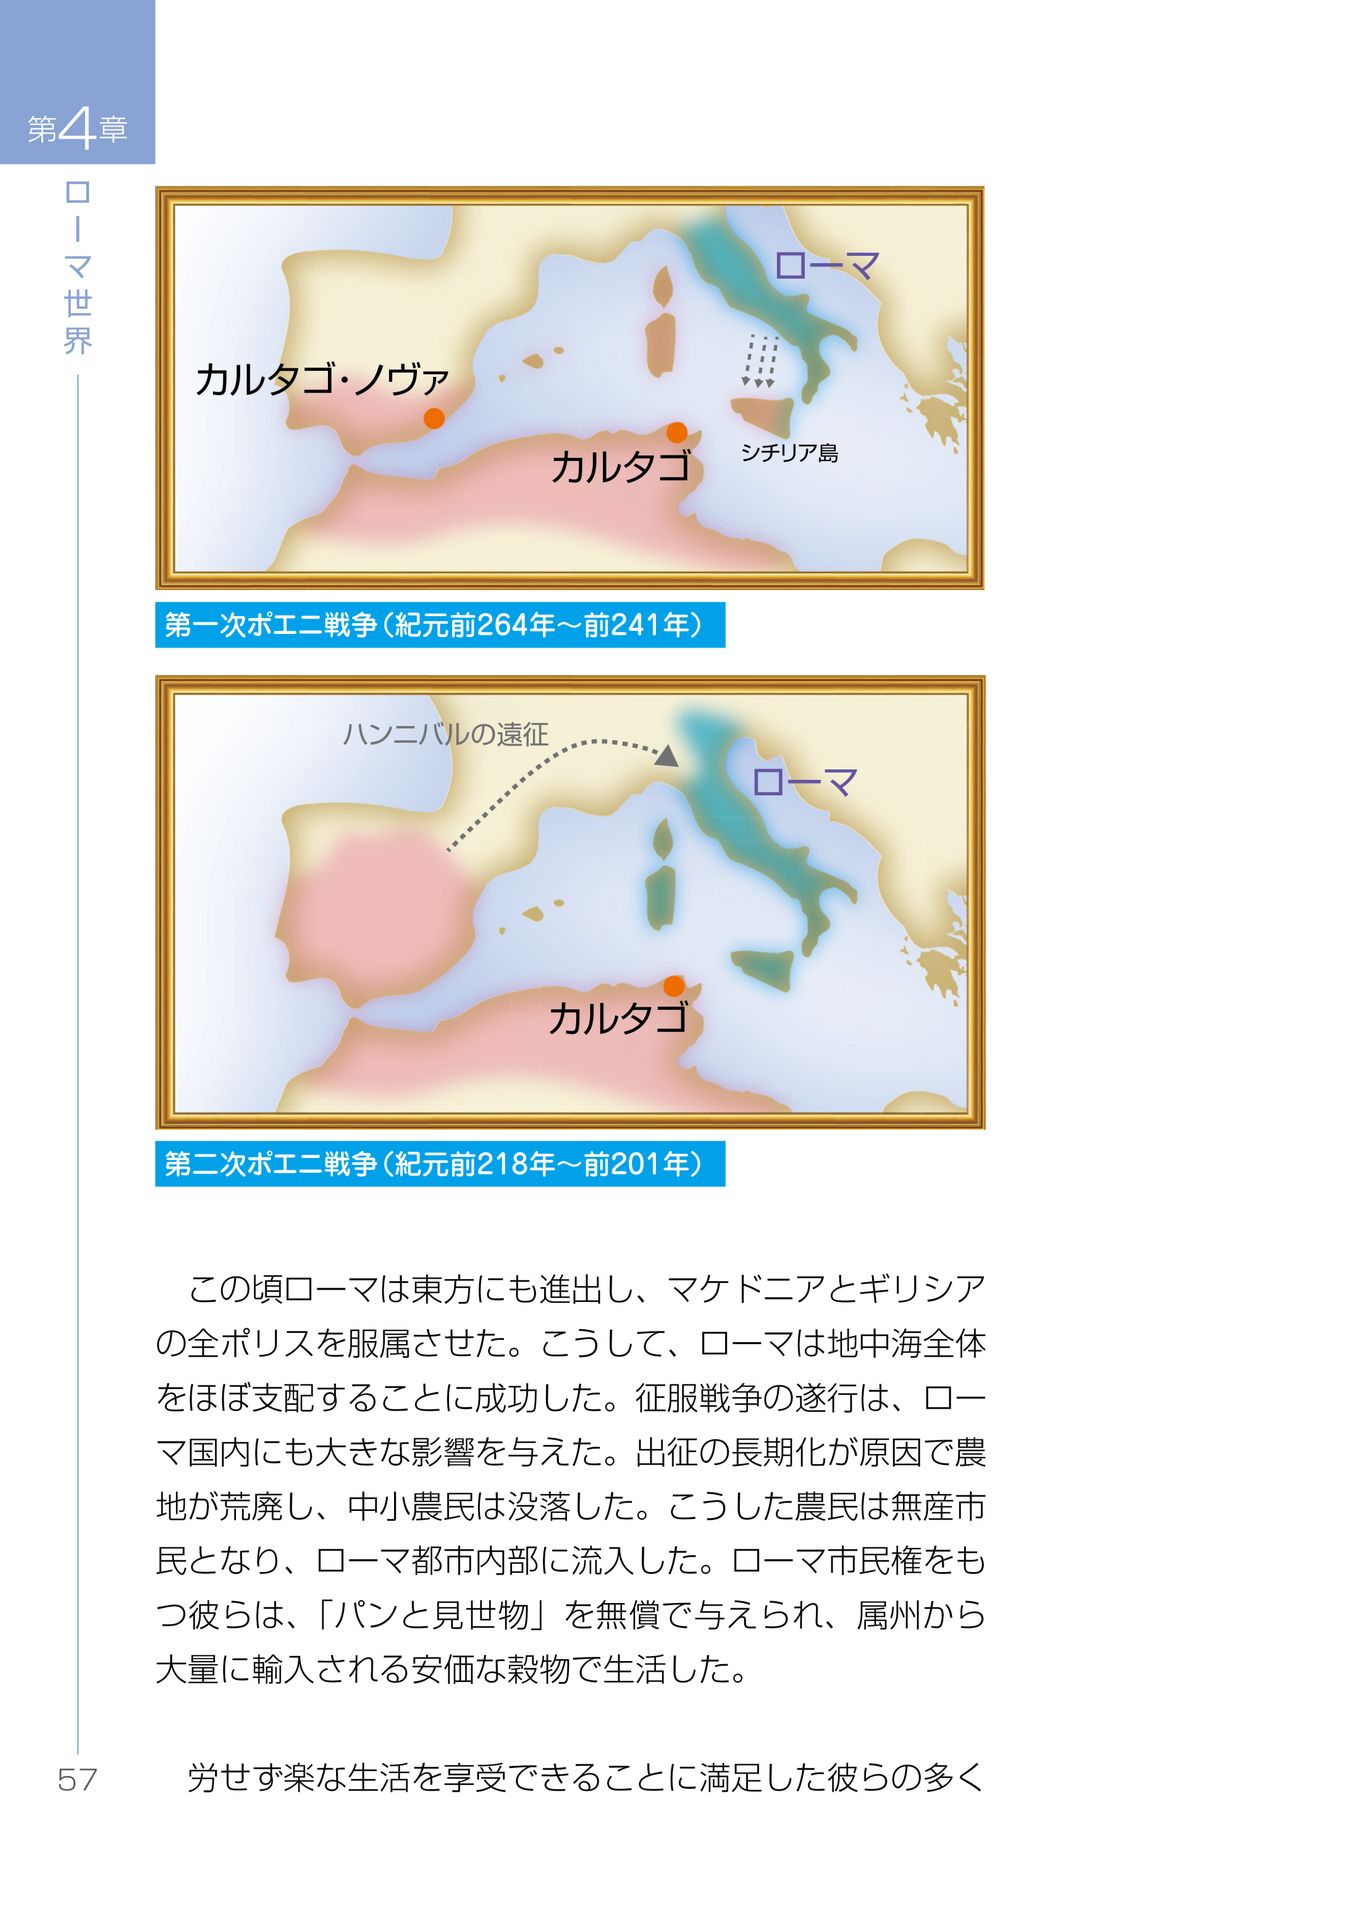 第4章
ローマ世界
ローマ
カルタゴ・ノヴァ
カルタゴ
シチリア島
第一次ポエニ戦争(紀元前264年〜前241年)
ハンニバルの遠征
ローマ
カルタゴ
第二次ポエニ戦争(紀元前218年〜前201年)
この頃ローマは東方にも進出し、マケドニアとギリシア
の全ポリスを服属させた。こうして、ローマは地中海全体
をほぼ支配することに成功した。征服戦争の遂行は、ロー
マ国内にも大きな影響を与えた。出征の長期化が原因で農
地が荒廃し、中小農民は没落した。こうした農民は無産市
民となり、ローマ都市内部に流入した。ローマ市民権をも
つ彼らは、「パンと見世物」を無償で与えられ、属州から
大量に輸入される安価な穀物で生活した。
労せず楽な生活を享受できることに満足した彼らの多く
57